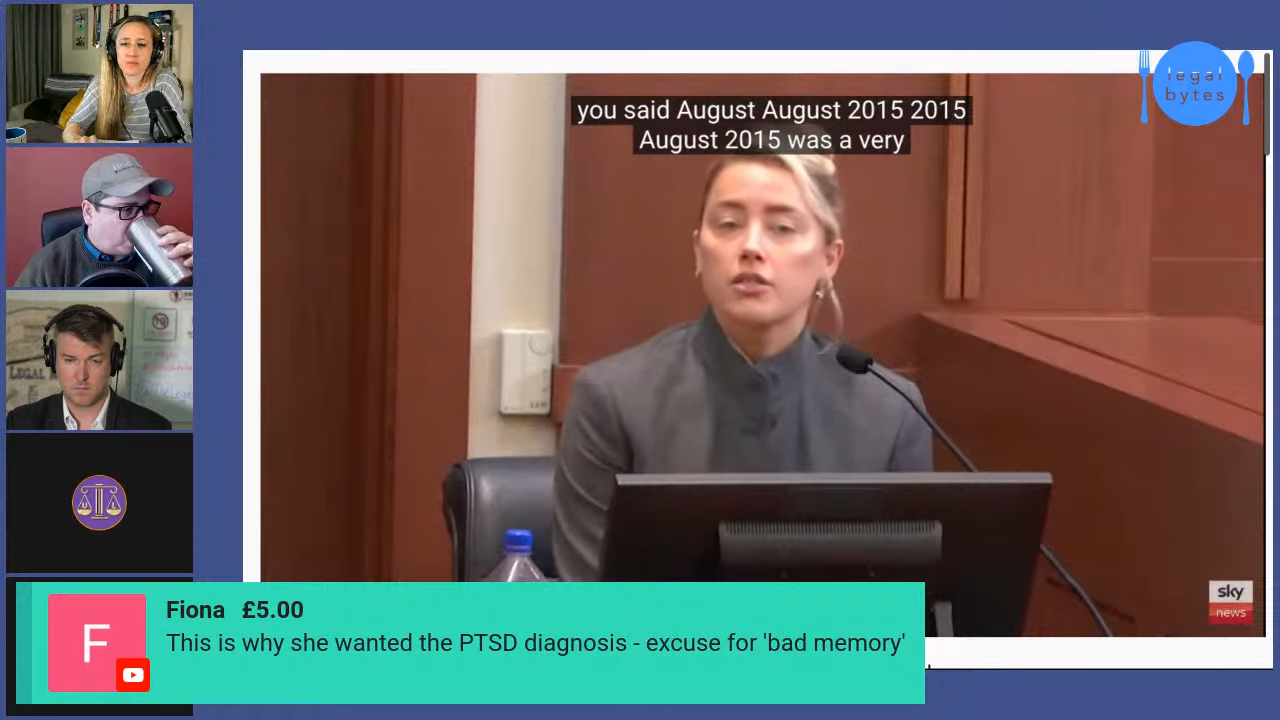 legal
bytes
you said August August 2015 2015
August 2015 was a very
sky
news
Fiona £5.00
This is why she wanted the PTSD diagnosis - excuse for 'bad memory'
F